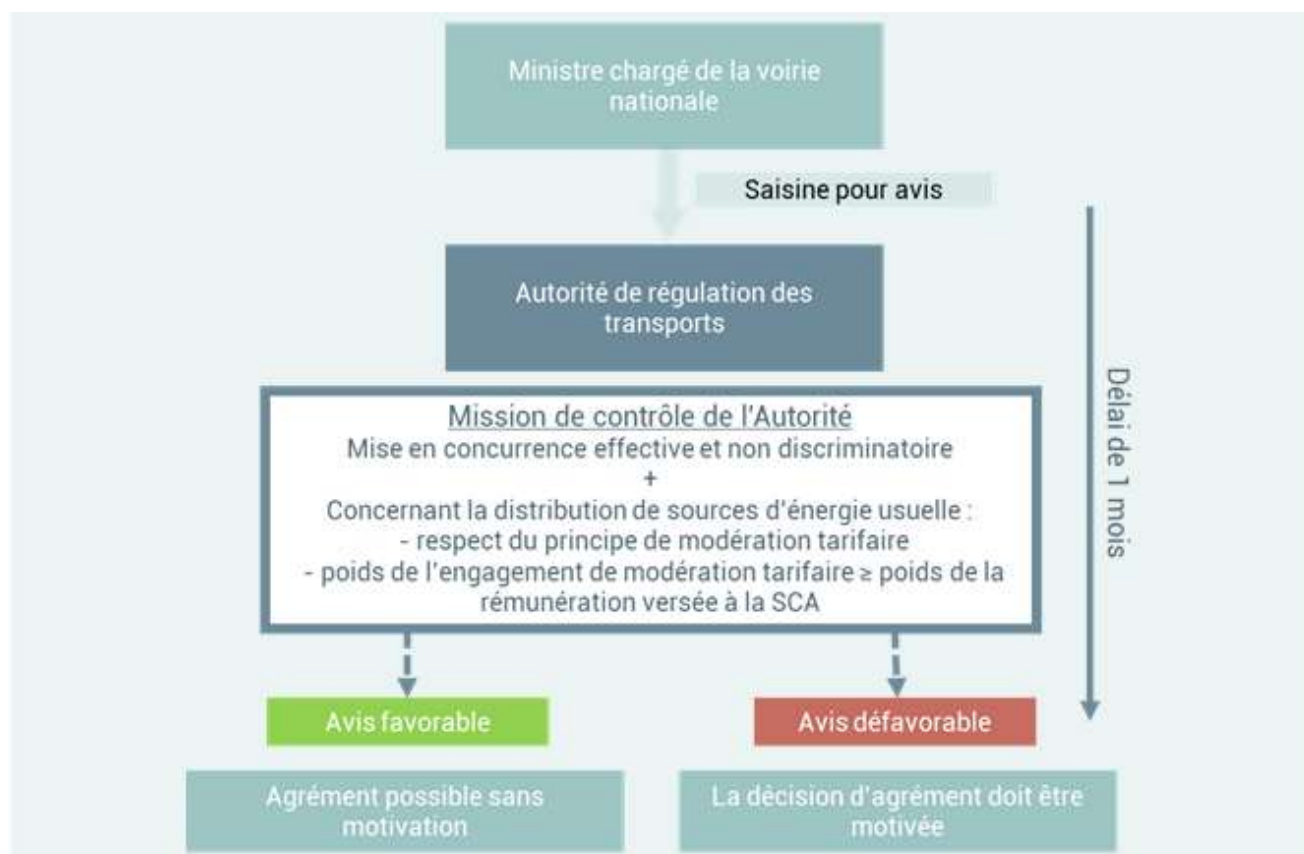 Ministre chargé de la voirie
nationale
Saisine pour avis
Autorité de régulation des
transports
Mission de contrôle de l'Autorité
Mise en concurrence effective et non discriminatoire
+
Concernant la distribution de sources d'énergie usuelle :
- respect du principe de modération tarifaire
- poids de l'engagement de modération tarifaire ≥ poids de la
rémunération versée à la SCA
Délai de 1 mois
Avis favorable
Avis défavorable
Agrément possible sans
motivation
La décision d'agrément doit être
motivée